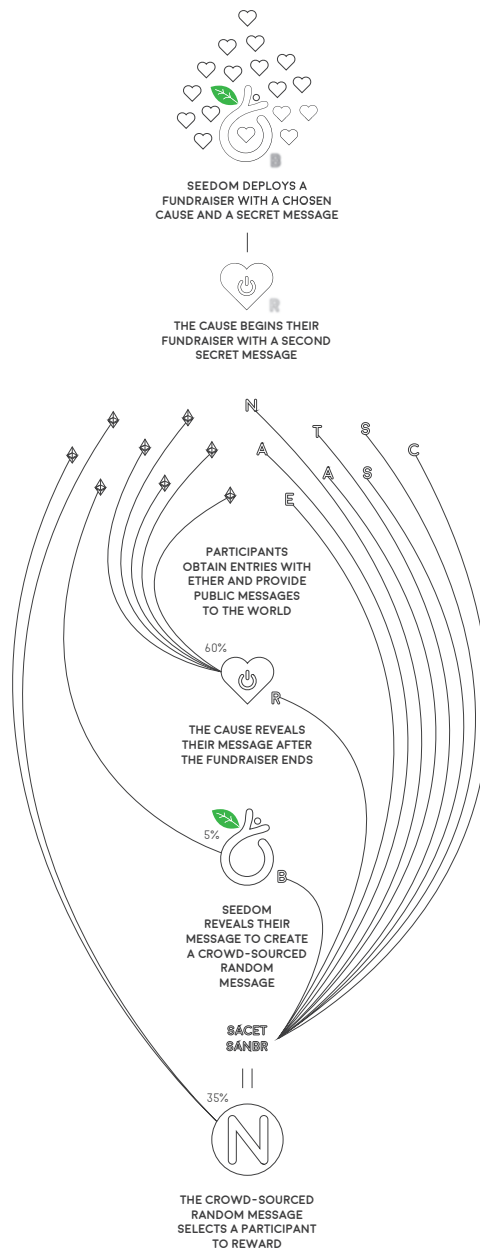 SEEDOM DEPLOYS A
FUNDRAISER WITH A CHOSEN
CAUSE AND A SECRET MESSAGE
R
THE CAUSE BEGINS THEIR
FUNDRAISER WITH A SECOND
SECRET MESSAGE
N
T
S
C
A
A
S
E
PARTICIPANTS
OBTAIN ENTRIES WITH
ETHER AND PROVIDE
PUBLIC MESSAGES
TO THE WORLD
60%
R
THE CAUSE REVEALS
THEIR MESSAGE AFTER
THE FUNDRAISER ENDS
5%
B
SEEDOM
REVEALS THEIR
MESSAGE TO CREATE
A CROWD-SOURCED
RANDOM
MESSAGE
SACET
SANBR
35%
N
THE CROWD-SOURCED
RANDOM MESSAGE
SELECTS A PARTICIPANT
TO REWARD